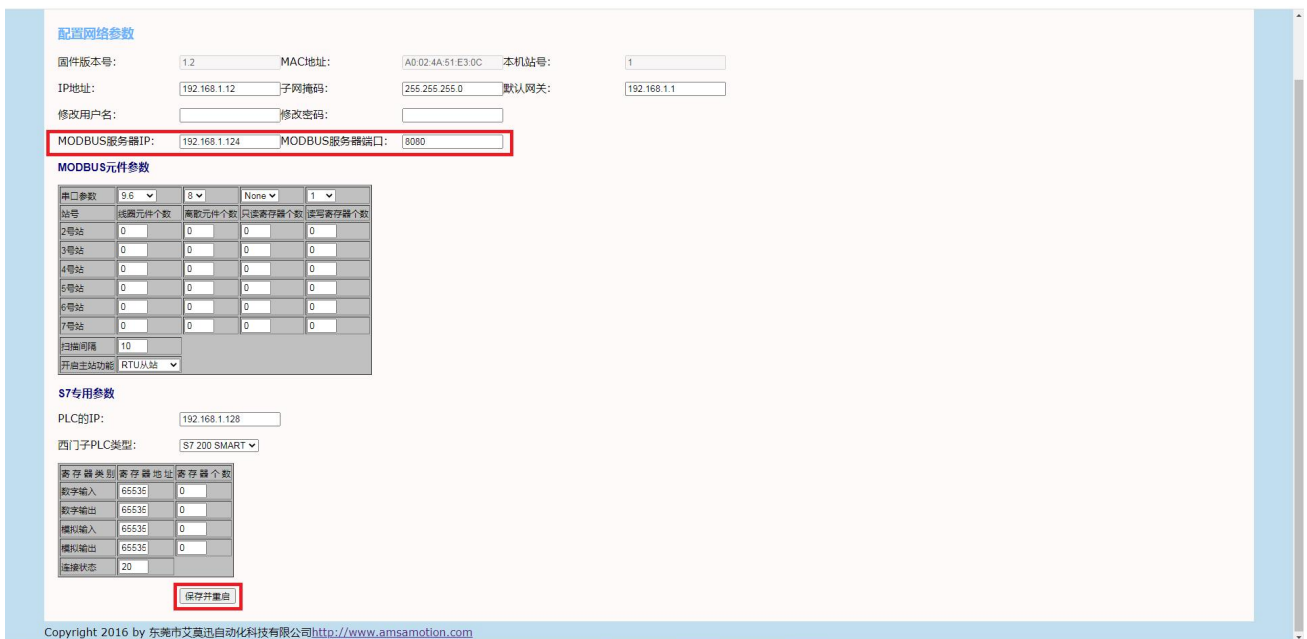 配置网络参数
固件版本号: 1.2 MAC地址: A0:02:4A:51:E3:0C 本机站号: 1
IP地址: 192.168.1.12 子网掩码: 255.255.255.0 默认网关: 192.168.1.1
修改用户名: 修改密码:
MODBUS服务器IP: 192.168.1.124 MODBUS服务器端口: 8080
MODBUS元件参数
串口参数 9.6 8 None 1
站号 线圈元件个数 离散元件个数 只读寄存器个数 读写寄存器个数
2号站 0 0 0 0
3号站 0 0 0 0
4号站 0 0 0 0
5号站 0 0 0 0
6号站 0 0 0 0
7号站 0 0 0 0
扫描间隔 10
开启主站功能 RTU从站
S7专用参数
PLC的IP: 192.168.1.128
西门子PLC类型: S7 200 SMART
寄存器类别 寄存器地址 寄存器个数
数字输入 65535 0
数字输出 65535 0
模拟输入 65535 0
模拟输出 65535 0
连接状态 20
保存并重启
Copyright 2016 by 东莞市艾莫迅自动化科技有限公司http://www.amsamotion.com